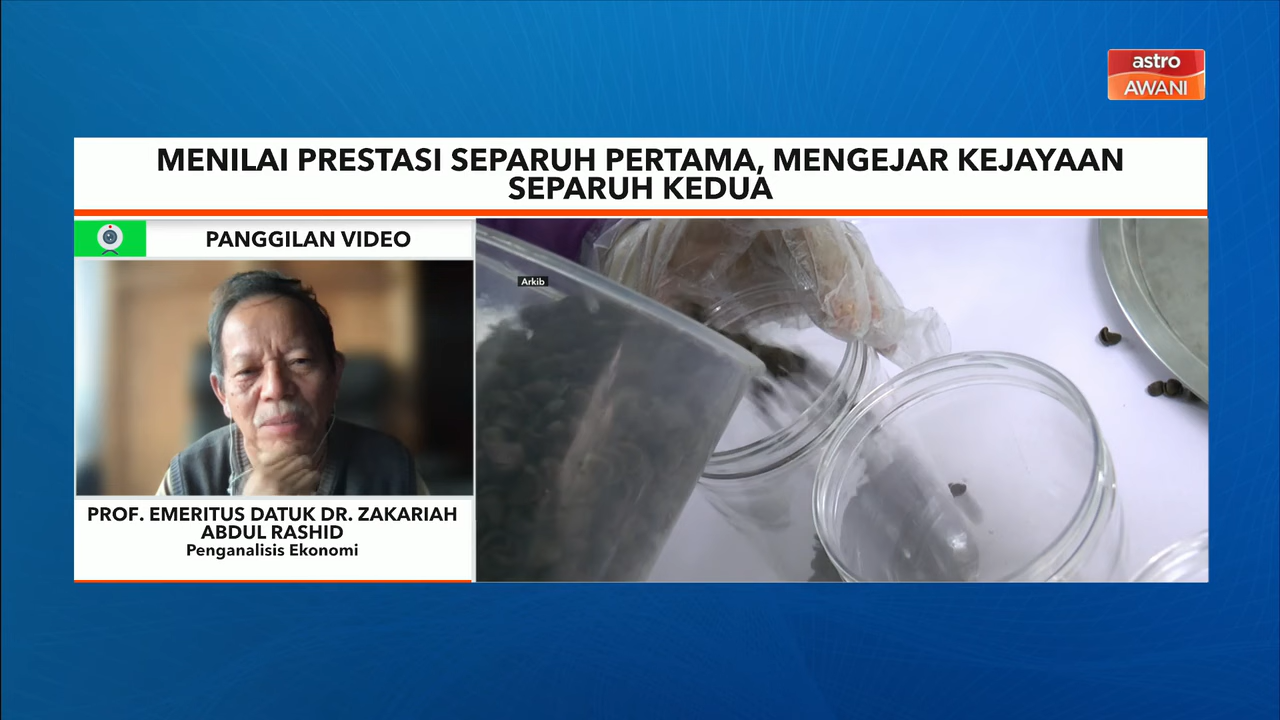 astro
AWANI
MENILAI PRESTASI SEPARUH PERTAMA, MENGEJAR KEJAYAAN
SEPARUH KEDUA
PANGGILAN VIDEO
Arkib
PROF. EMERITUS DATUK DR. ZAKARIAH
ABDUL RASHID
Penganalisis Ekonomi